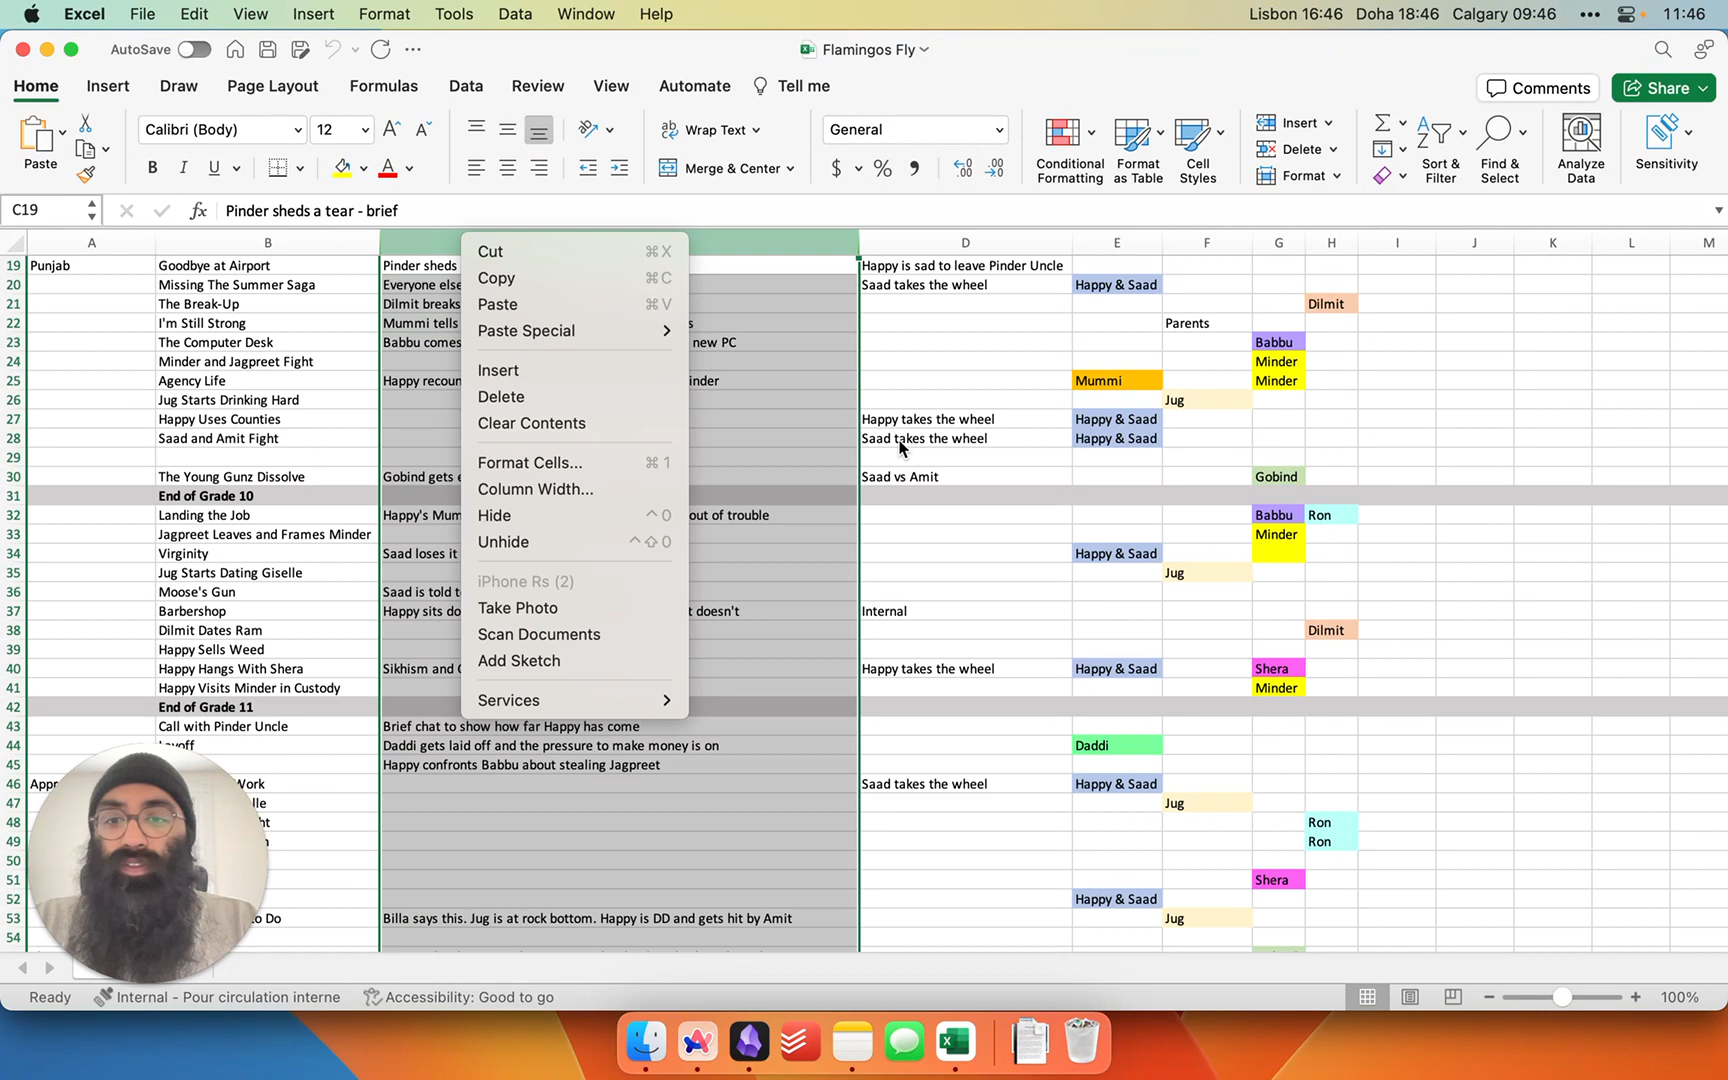 Excel File Edit View Insert Format Tools Data Window Help Lisbon 16:46 Doha 18:46 Calgary 09:46 11:46
AutoSave Flamingos Fly
Home Insert Draw Page Layout Formulas Data Review View Automate Tell me Comments Share
Paste Calibri (Body) 12 Wrap Text General Insert
B I U Merge & Center $ % Delete
Conditional Formatting Format as Table Cell Styles Format Sort & Filter Find & Select Analyze Data Sensitivity
C19 fx Pinder sheds a tear - brief
A B D E F G H I J K L M
19 Punjab Goodbye at Airport Pinder sheds Happy is sad to leave Pinder Uncle
20 Missing The Summer Saga Everyone else Saad takes the wheel Happy & Saad
21 The Break-Up Dilmit breaks Dilmit
22 I'm Still Strong Mummi tells s Parents
23 The Computer Desk Babbu comes new PC Babbu
24 Minder and Jagpreet Fight Minder
25 Agency Life Happy recoun inder Mummi Minder
26 Jug Starts Drinking Hard Jug
27 Happy Uses Counties Happy takes the wheel Happy & Saad
28 Saad and Amit Fight Saad takes the wheel Happy & Saad
29
30 The Young Gunz Dissolve Gobind gets Saad vs Amit Gobind
31 End of Grade 10
32 Landing the Job Happy's Mum out of trouble Babbu Ron
33 Jagpreet Leaves and Frames Minder Minder
34 Virginity Saad loses it Happy & Saad
35 Jug Starts Dating Giselle Jug
36 Moose's Gun Saad is told
37 Barbershop Happy sits do t doesn't Internal
38 Dilmit Dates Ram Dilmit
39 Happy Sells Weed
40 Happy Hangs With Shera Sikhism and Happy takes the wheel Happy & Saad Shera
41 Happy Visits Minder in Custody Minder
42 End of Grade 11
43 Call with Pinder Uncle Brief chat to show how far Happy has come
44 Layoff Daddi gets laid off and the pressure to make money is on Daddi
45 Happy confronts Babbu about stealing Jagpreet
46 App Work Saad takes the wheel Happy & Saad
47 lle Jug
48 ht Ron
49 n Ron
50
51 Shera
52 Happy & Saad
53 o Do Billa says this. Jug is at rock bottom. Happy is DD and gets hit by Amit Jug
54
Cut ⌘X
Copy ⌘C
Paste ⌘V
Paste Special
Insert
Delete
Clear Contents
Format Cells... ⌘1
Column Width...
Hide ^0
Unhide ^⇧0
iPhone Rs (2)
Take Photo
Scan Documents
Add Sketch
Services
Ready Internal - Pour circulation interne Accessibility: Good to go 100%